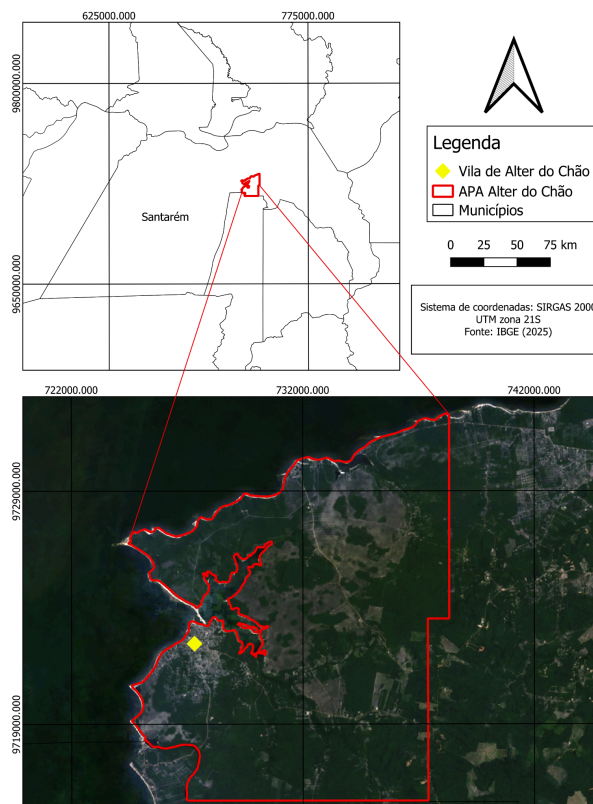 625000.000
775000.000
9800000.000
9650000.000
Santarém
Legenda
Vila de Alter do Chão
APA Alter do Chão
Municípios
0 25 50 75 km
Sistema de coordenadas: SIRGAS 2000
UTM zona 21S
Fonte: IBGE (2025)
722000.000
732000.000
742000.000
9729000.000
9719000.000